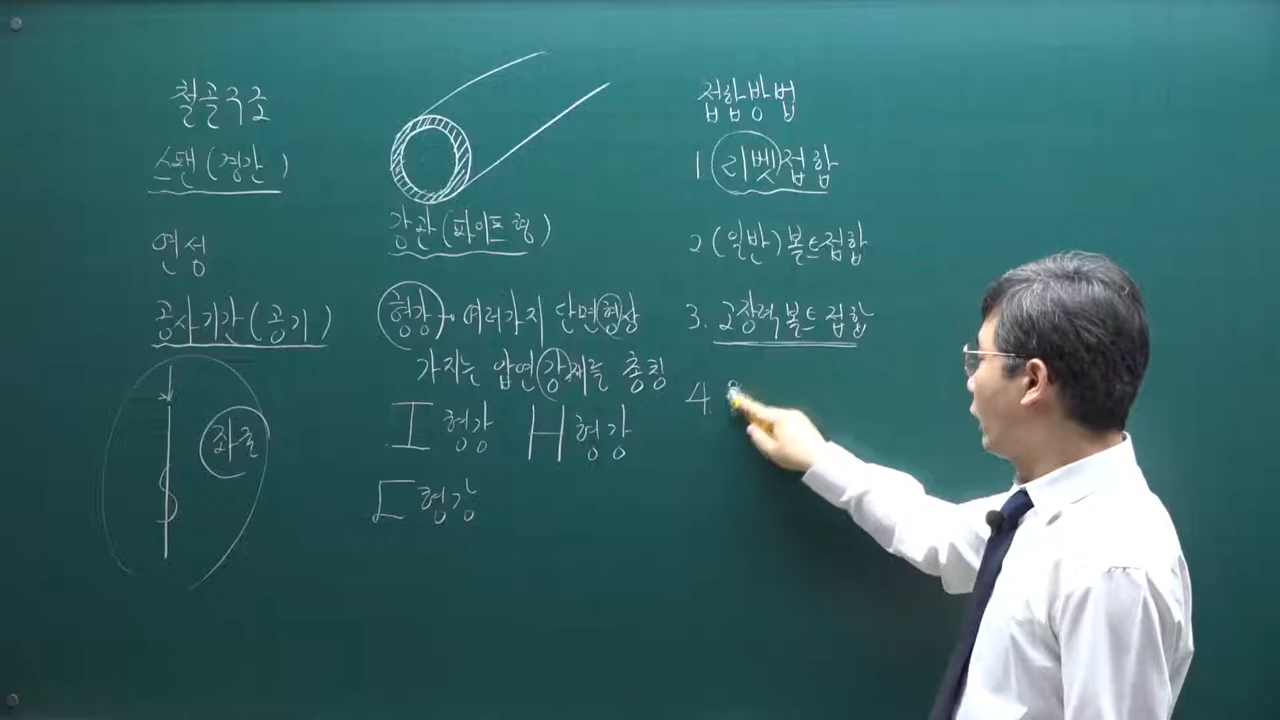 철골구조
스팬(경간)
연성
공사기간(공기)
좌굴
강관(파이프형)
형강→여러가지 단면형상
가지는 압연강재를 총칭
I 형강 H 형강
ㄷ형강
접합방법
1. 리벳접합
2 (일반)볼트접합
3. 고장력볼트접합
4.